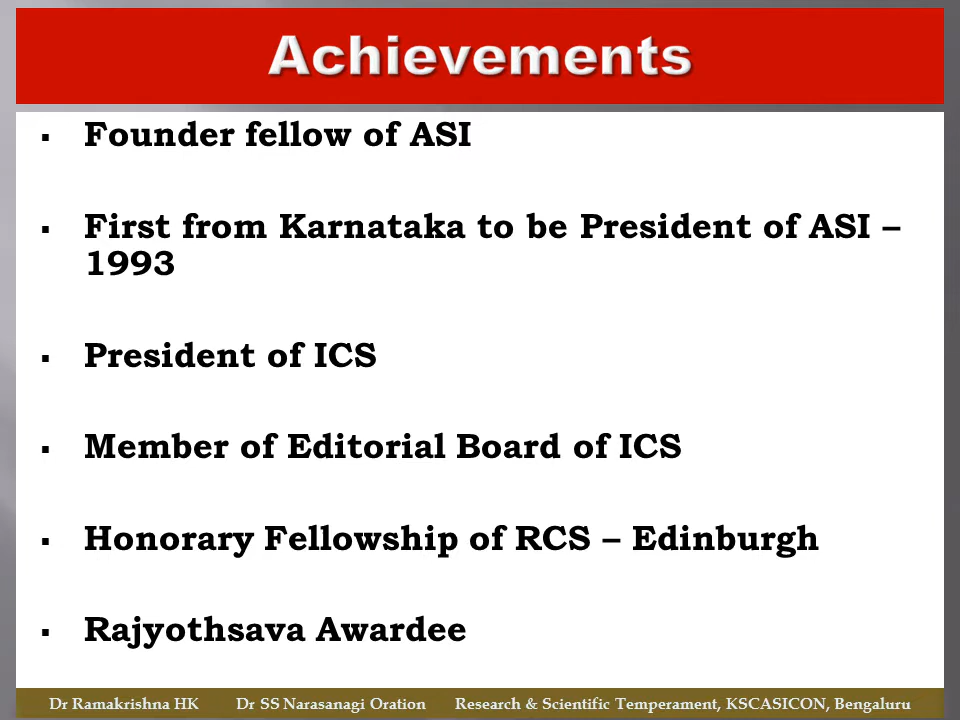 Achievements
▪ Founder fellow of ASI
▪ First from Karnataka to be President of ASI –
1993
▪ President of ICS
▪ Member of Editorial Board of ICS
▪ Honorary Fellowship of RCS – Edinburgh
▪ Rajyothsava Awardee
Dr Ramakrishna HK Dr SS Narasanagi Oration Research & Scientific Temperament, KSCASICON, Bengaluru